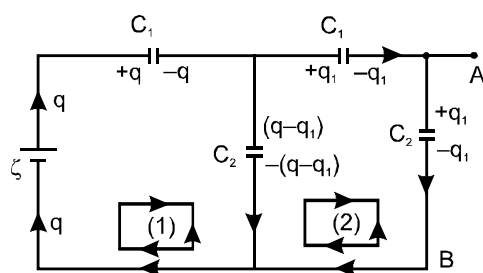 C₁ C₁
+q –q +q₁ –q₁ A
q (q–q₁) +q₁
C₂ C₂
–(q–q₁) –q₁
ζ
q (1) (2)
B